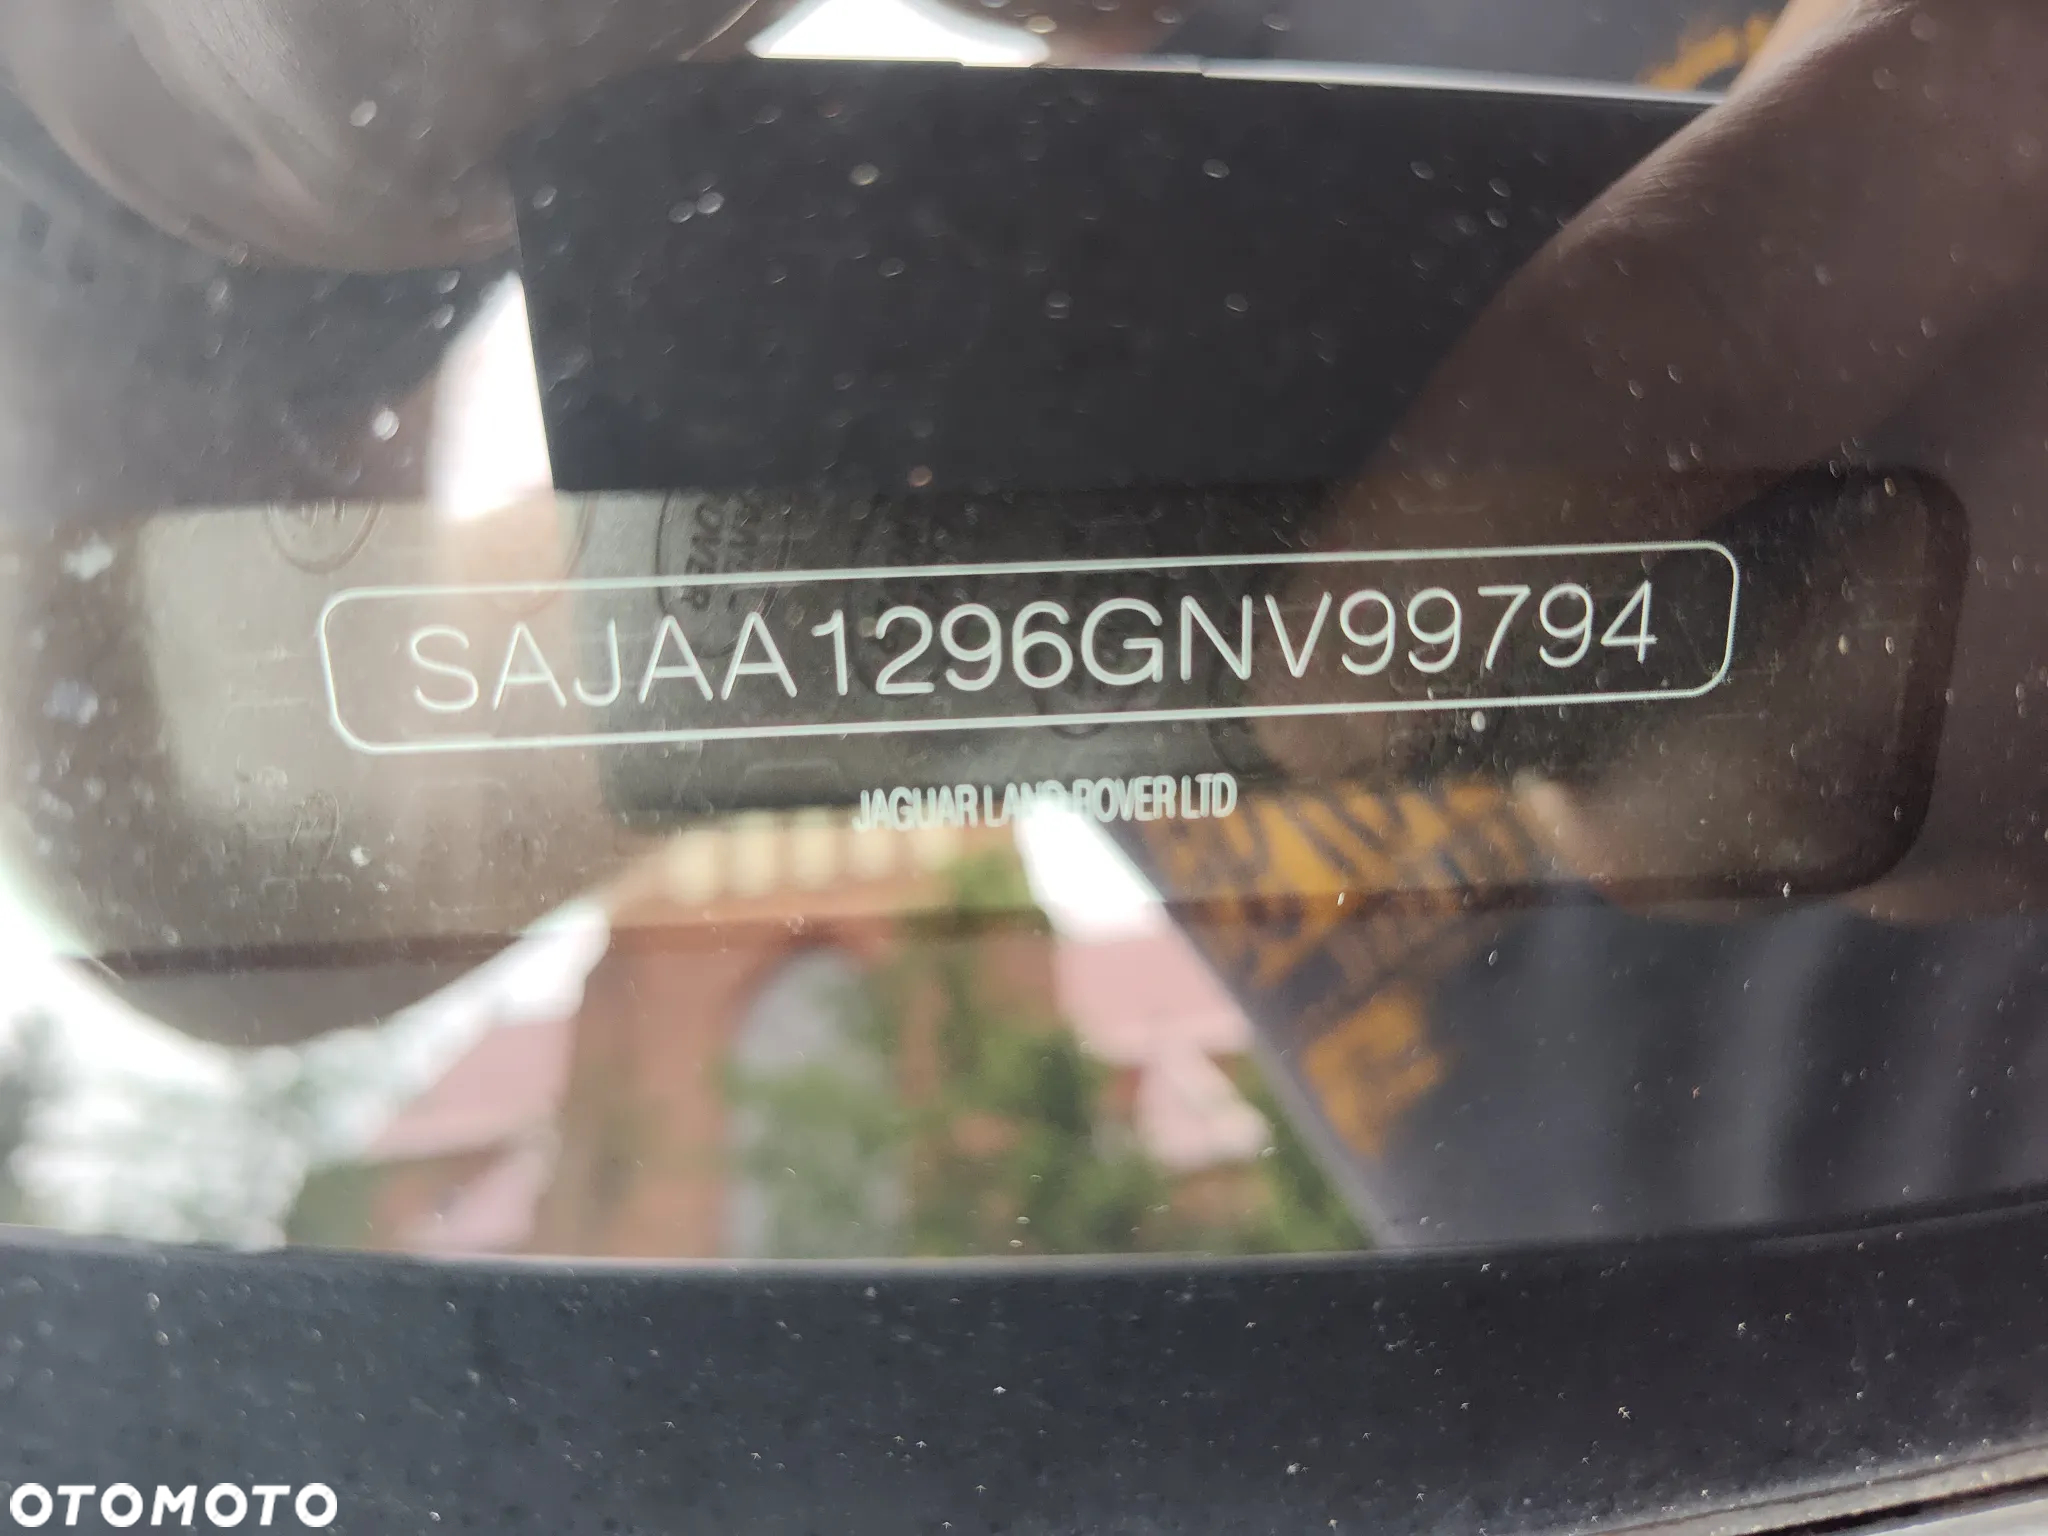 SAJAA1296GNV99794
JAGUAR LAND ROVER LTD
OTOMOTO